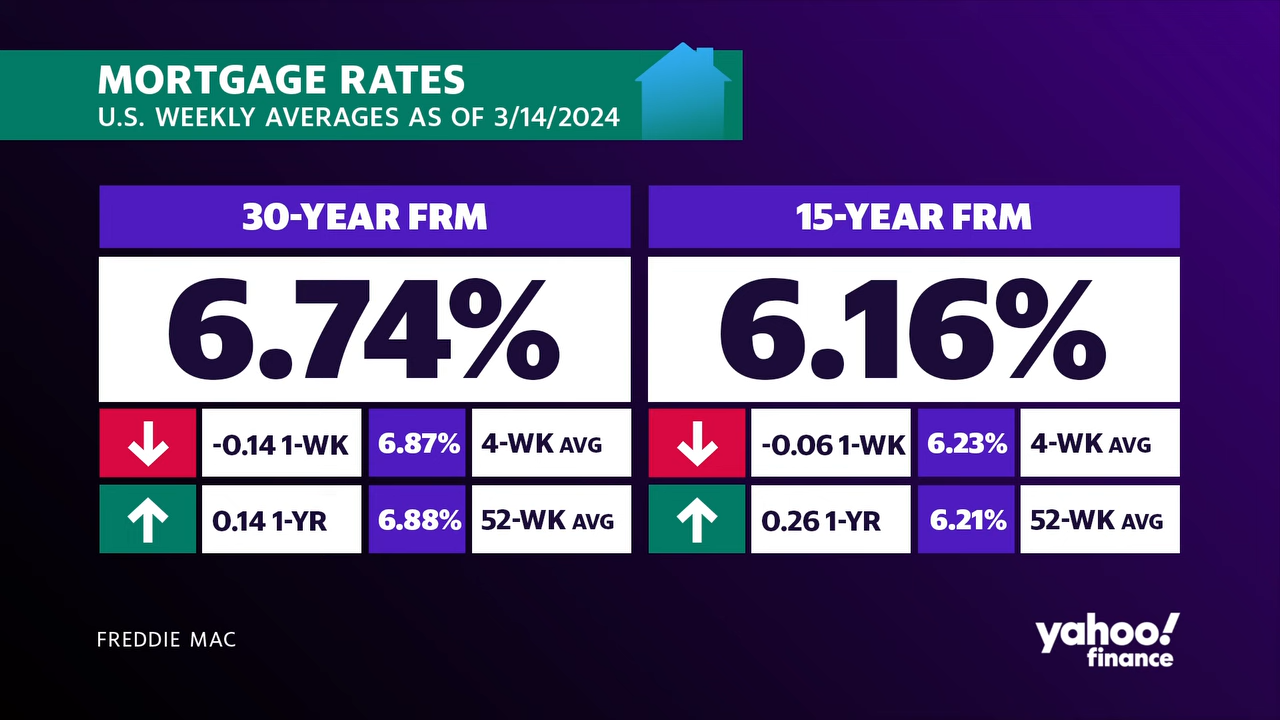 MORTGAGE RATES
U.S. WEEKLY AVERAGES AS OF 3/14/2024
30-YEAR FRM
6.74%
-0.14 1-WK 6.87% 4-WK AVG
0.14 1-YR 6.88% 52-WK AVG
15-YEAR FRM
6.16%
-0.06 1-WK 6.23% 4-WK AVG
0.26 1-YR 6.21% 52-WK AVG
FREDDIE MAC
yahoo!
finance